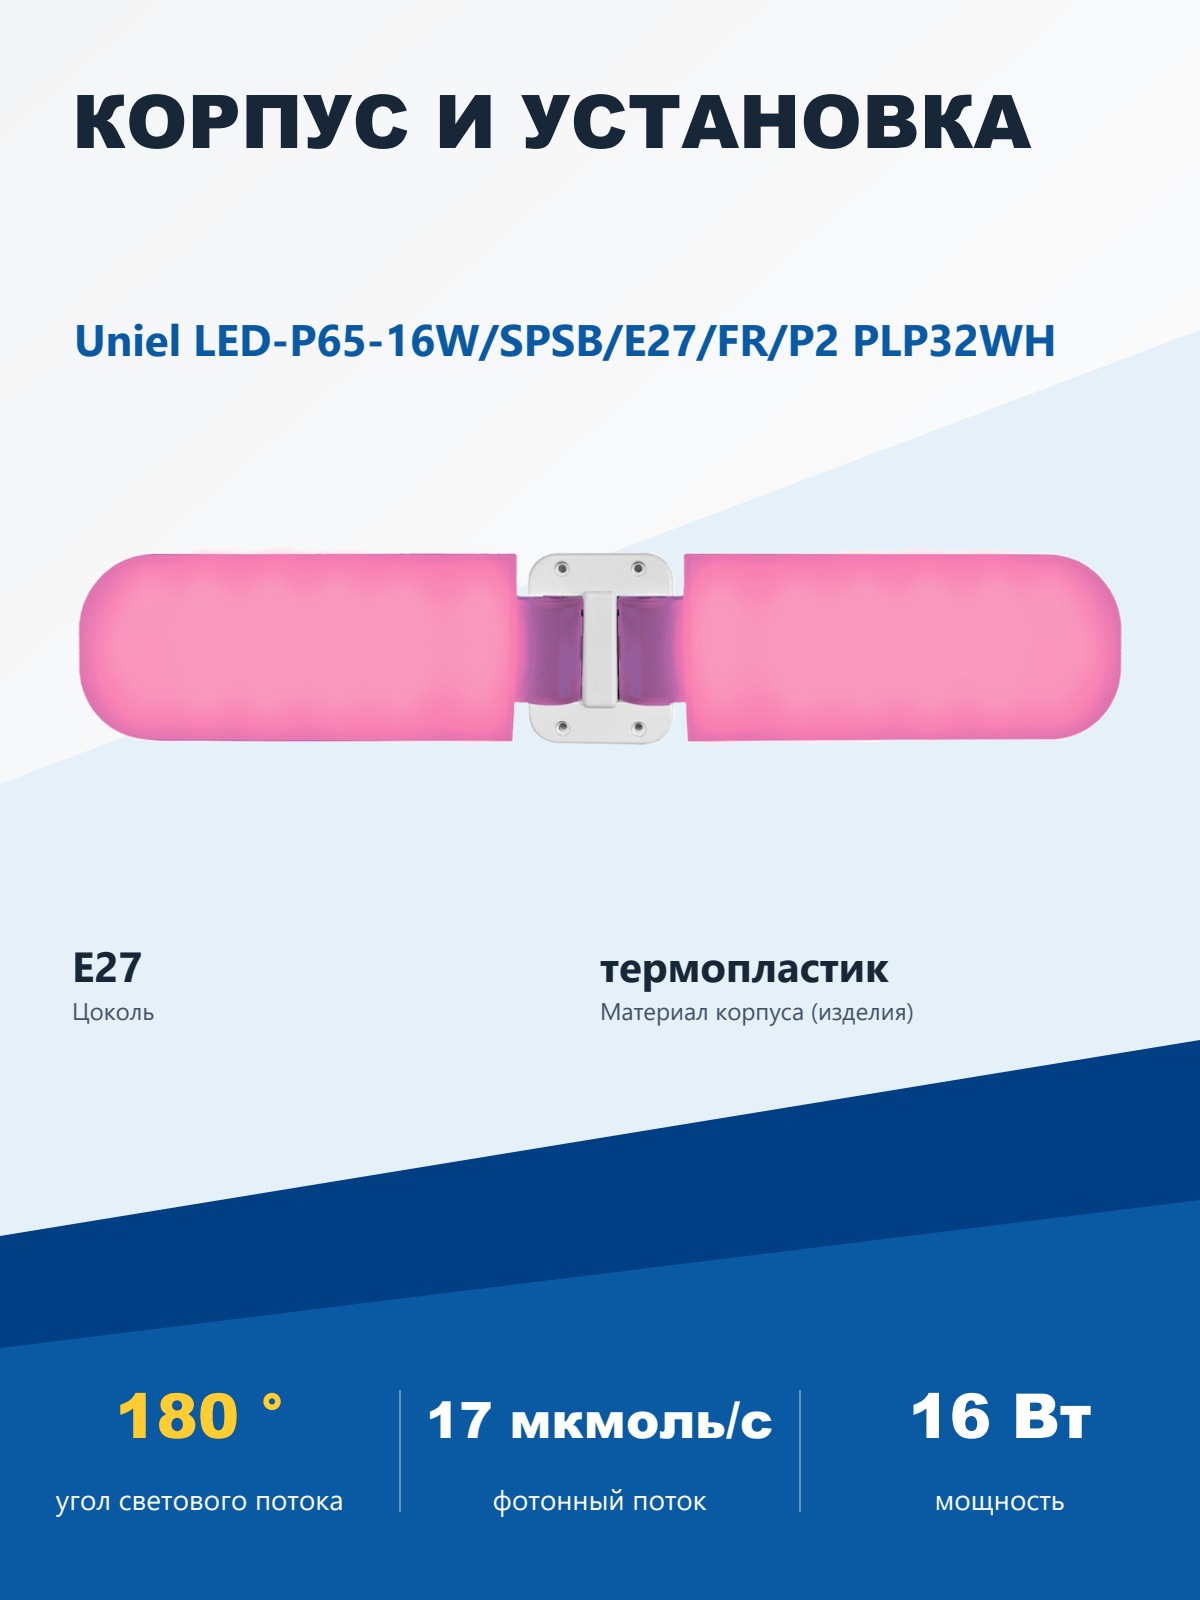 КОРПУС И УСТАНОВКА
Uniel LED-P65-16W/SPSB/E27/FR/P2 PLP32WH
E27
Цоколь
термопластик
Материал корпуса (изделия)
180 °
угол светового потока
17 мкмоль/с
фотонный поток
16 Вт
мощность